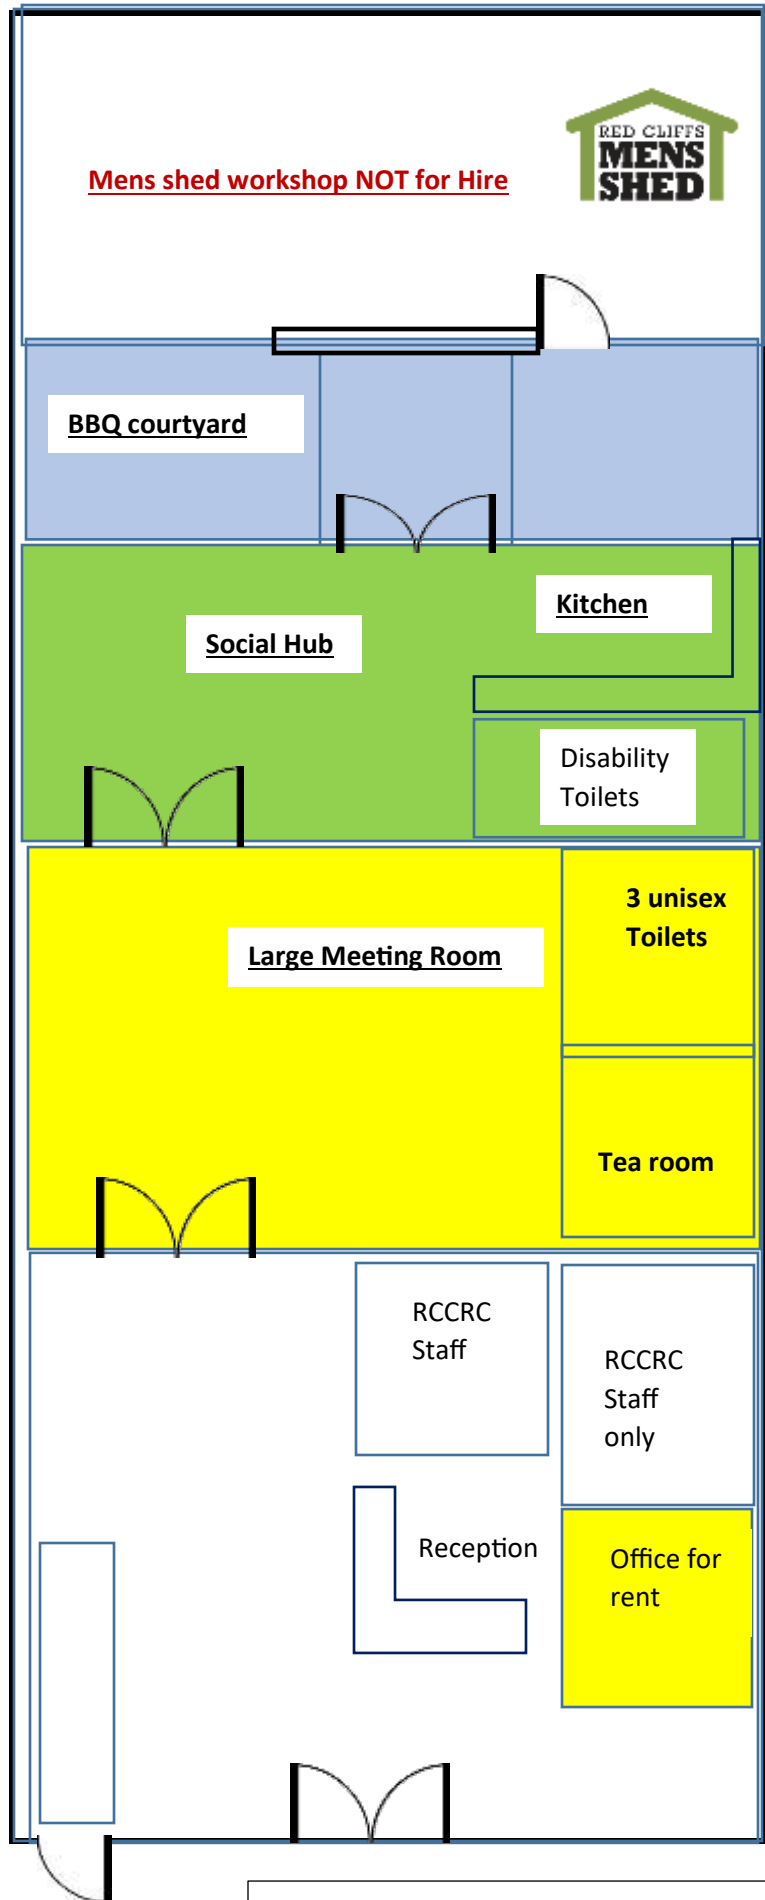 RED CLIFFS
MENS
SHED
Mens shed workshop NOT for Hire
BBQ courtyard
Kitchen
Social Hub
Disability
Toilets
3 unisex
Toilets
Large Meeting Room
Tea room
RCCRC
Staff
RCCRC
Staff
only
Reception
Office for
rent